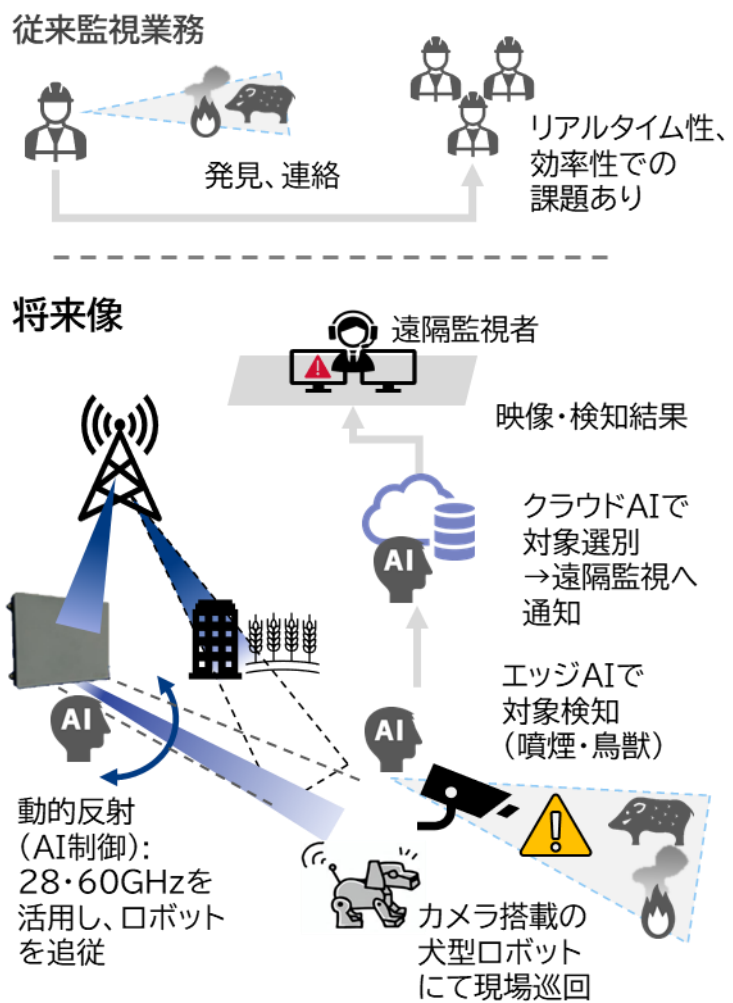 従来監視業務
発見、連絡
リアルタイム性、
効率性での
課題あり
将来像
遠隔監視者
映像・検知結果
クラウドAIで
対象選別
→遠隔監視へ
通知
AI
エッジAIで
対象検知
（噴煙・鳥獣）
AI
AI
動的反射
（AI制御）：
28・60GHzを
活用し、ロボット
を追従
カメラ搭載の
犬型ロボット
にて現場巡回